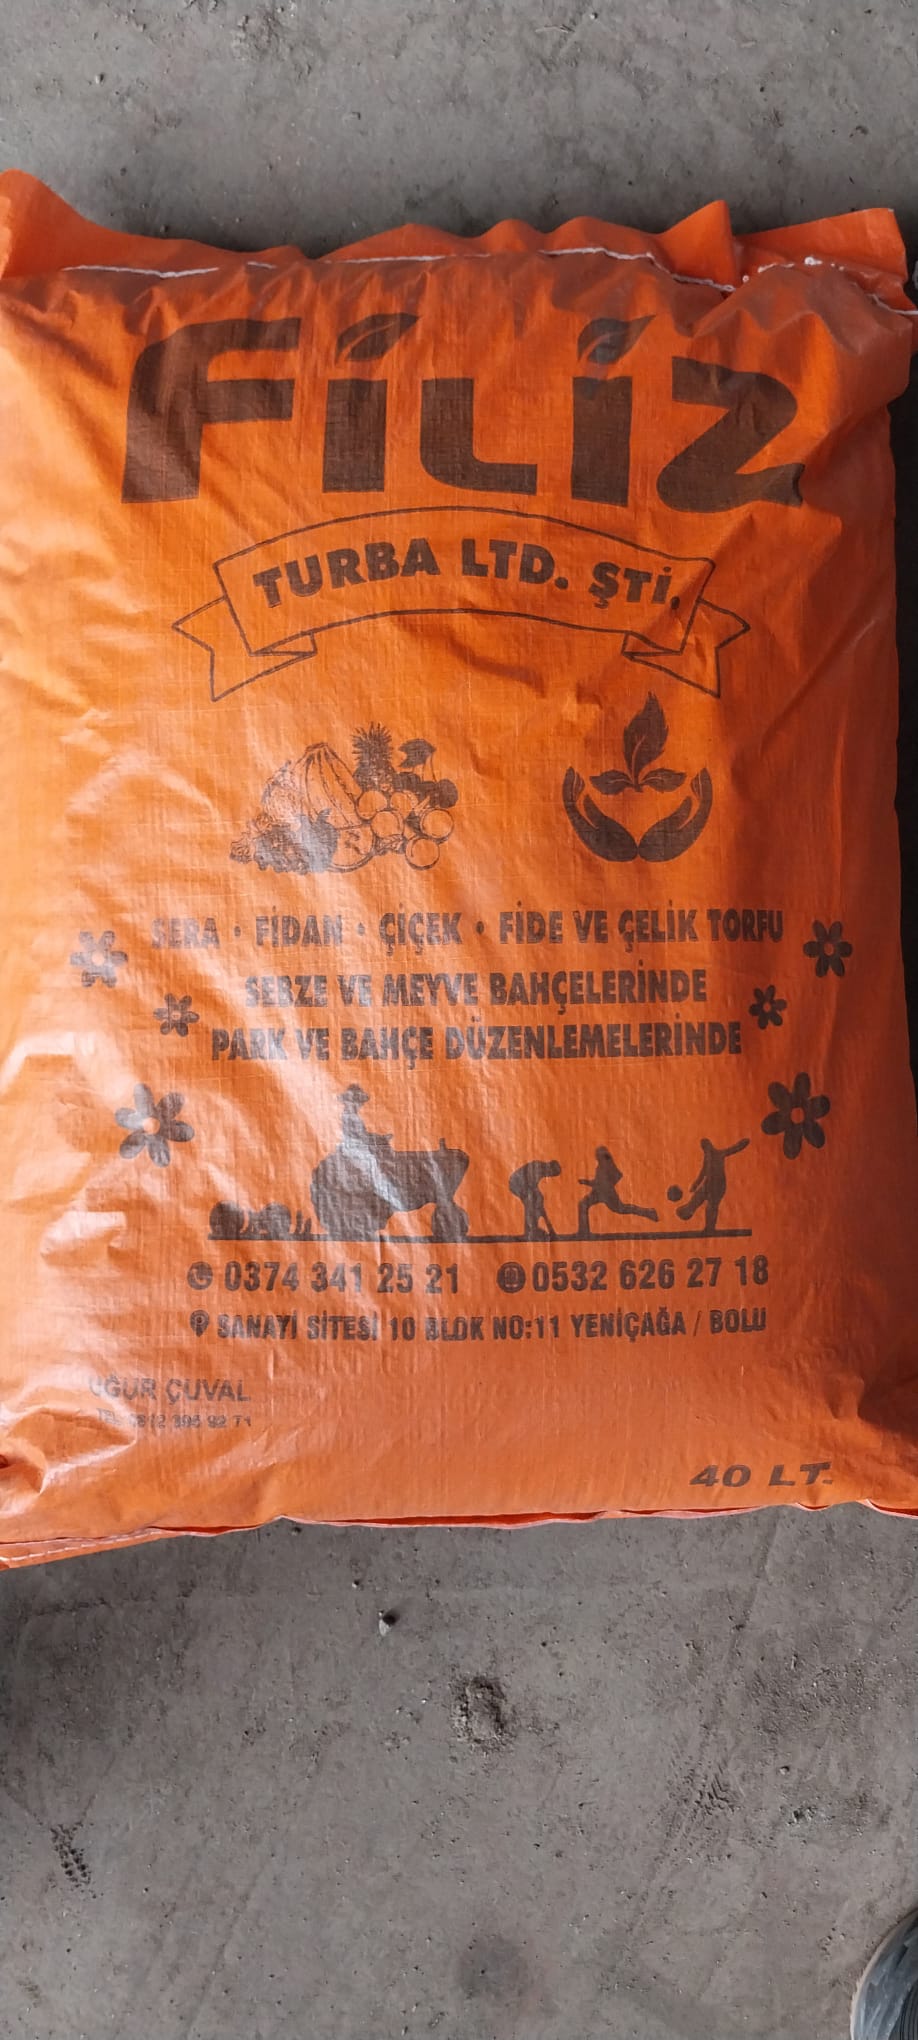 FİLİZ
TURBA LTD. ŞTİ.
SERA • FİDAN • ÇİÇEK • FİDE VE ÇELİK TORFU
SEBZE VE MEYVE BAHÇELERİNDE
PARK VE BAHÇE DÜZENLEMELERİNDE
0374 341 25 21 0532 626 27 18
SANAYİ SİTESİ 10 BLOK NO:11 YENİÇAĞA / BOLU
UĞUR ÇUVAL
40 LT.